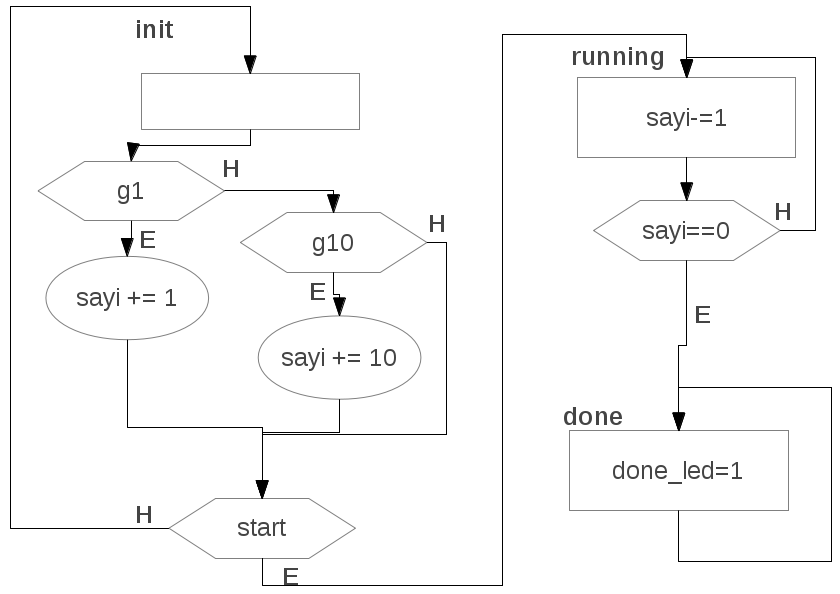 init
g1
H
E
sayi += 1
g10
H
E
sayi += 10
start
H
E
running
sayi-=1
sayi==0
H
E
done
done_led=1